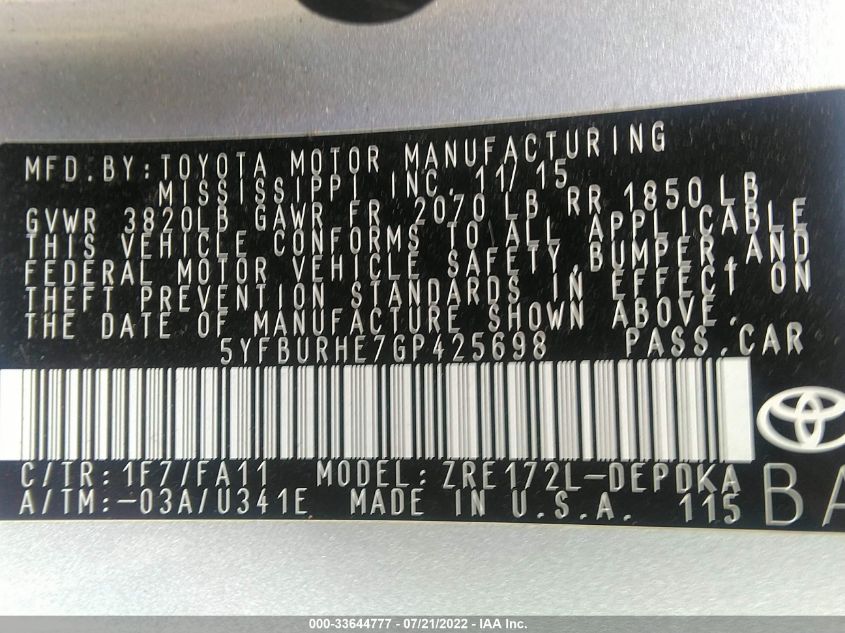 MFD.BY:TOYOTA MOTOR MANUFACTURING
MISSISSIPPI INC. 11/15
GVWR 3820LB GAWR FR 2070 LB RR 1850 LB
THIS VEHICLE CONFORMS TO ALL APPLICABLE
FEDERAL MOTOR VEHICLE SAFETY, BUMPER, AND
THEFT PREVENTION STANDARDS IN EFFECT ON
THE DATE OF MANUFACTURE SHOWN ABOVE.
5YFBURHE7GP425698 PASS.CAR
C/TR:1F7/FA11 MODEL:ZRE172L-DEPDKA
A/TM:-03A/U341E MADE IN U.S.A. 115 BA
000-33644777 - 07/21/2022 - IAA Inc.